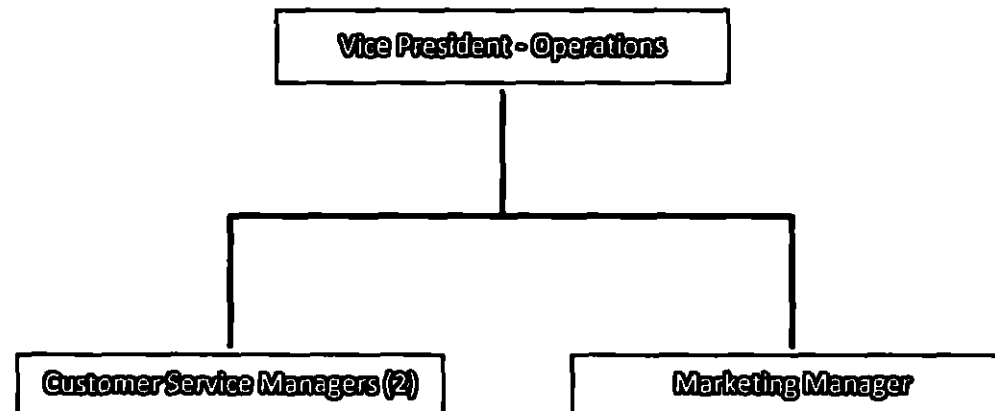 Vice President - Operations
Customer Service Managers (2)
Marketing Manager